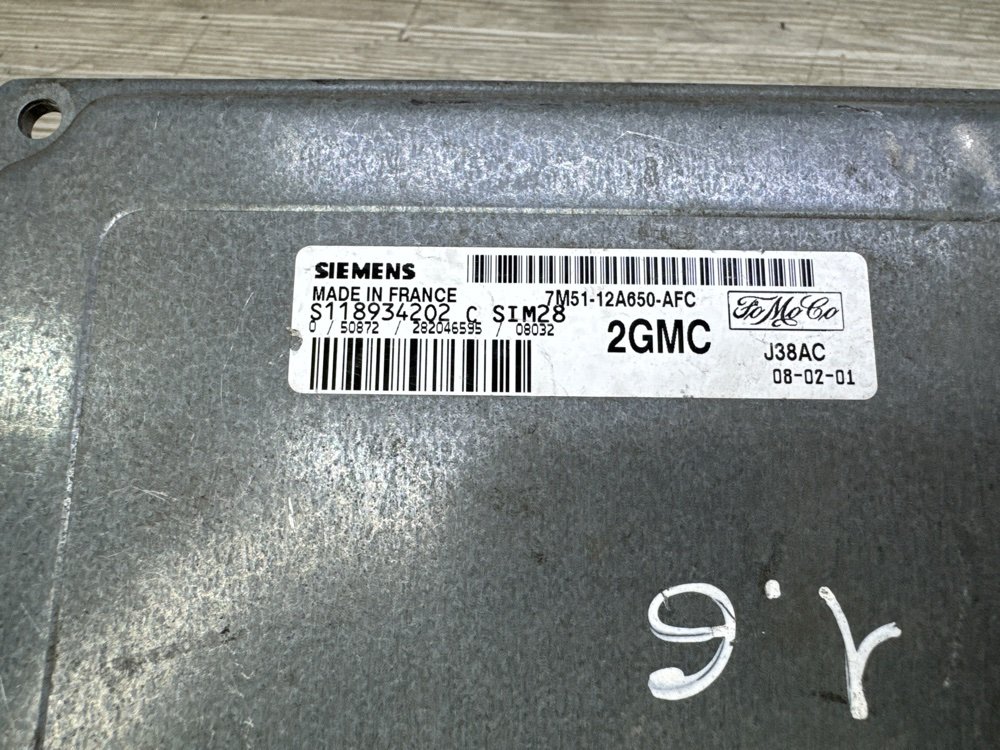 SIEMENS
MADE IN FRANCE 7M51-12A650-AFC FoMoCo
S118934202 C SIM28
0 / 50872 / 282046595 / 08032
2GMC
J38AC
08-02-01
1.6